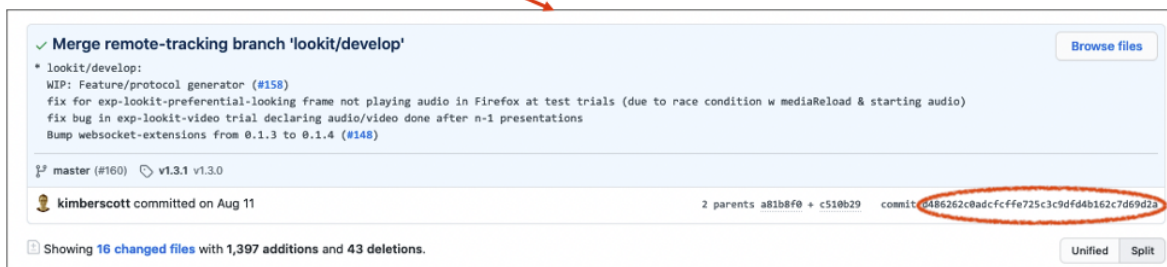 Merge remote-tracking branch 'lookit/develop'
Browse files
* lookit/develop:
WIP: Feature/protocol generator (#158)
fix for exp-lookit-preferential-looking frame not playing audio in Firefox at test trials (due to race condition w mediaReload & starting audio)
fix bug in exp-lookit-video trial declaring audio/video done after n-1 presentations
Bump websocket-extensions from 0.1.3 to 0.1.4 (#148)
master (#160) v1.3.1 v1.3.0
kimberscott committed on Aug 11
2 parents a81b8f0 + c510b29 commit d486262c0adcfcffe725c3c9dfd4b162c7d69d2a
Showing 16 changed files with 1,397 additions and 43 deletions.
Unified Split